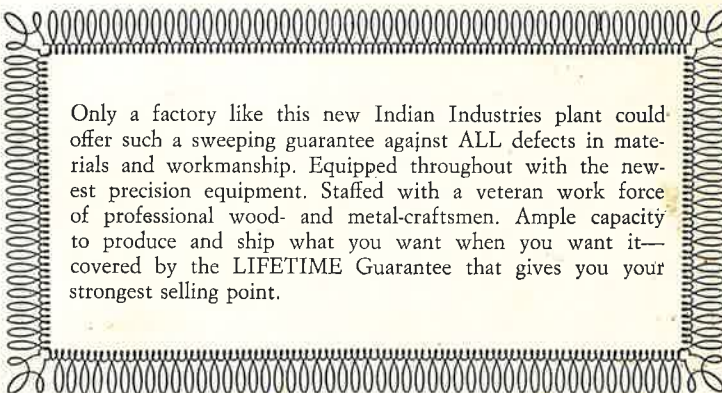 Only a factory like this new Indian Industries plant could
offer such a sweeping guarantee against ALL defects in mate-
rials and workmanship. Equipped throughout with the new-
est precision equipment. Staffed with a veteran work force
of professional wood- and metal-craftsmen. Ample capacity
to produce and ship what you want when you want it—
covered by the LIFETIME Guarantee that gives you your
strongest selling point.